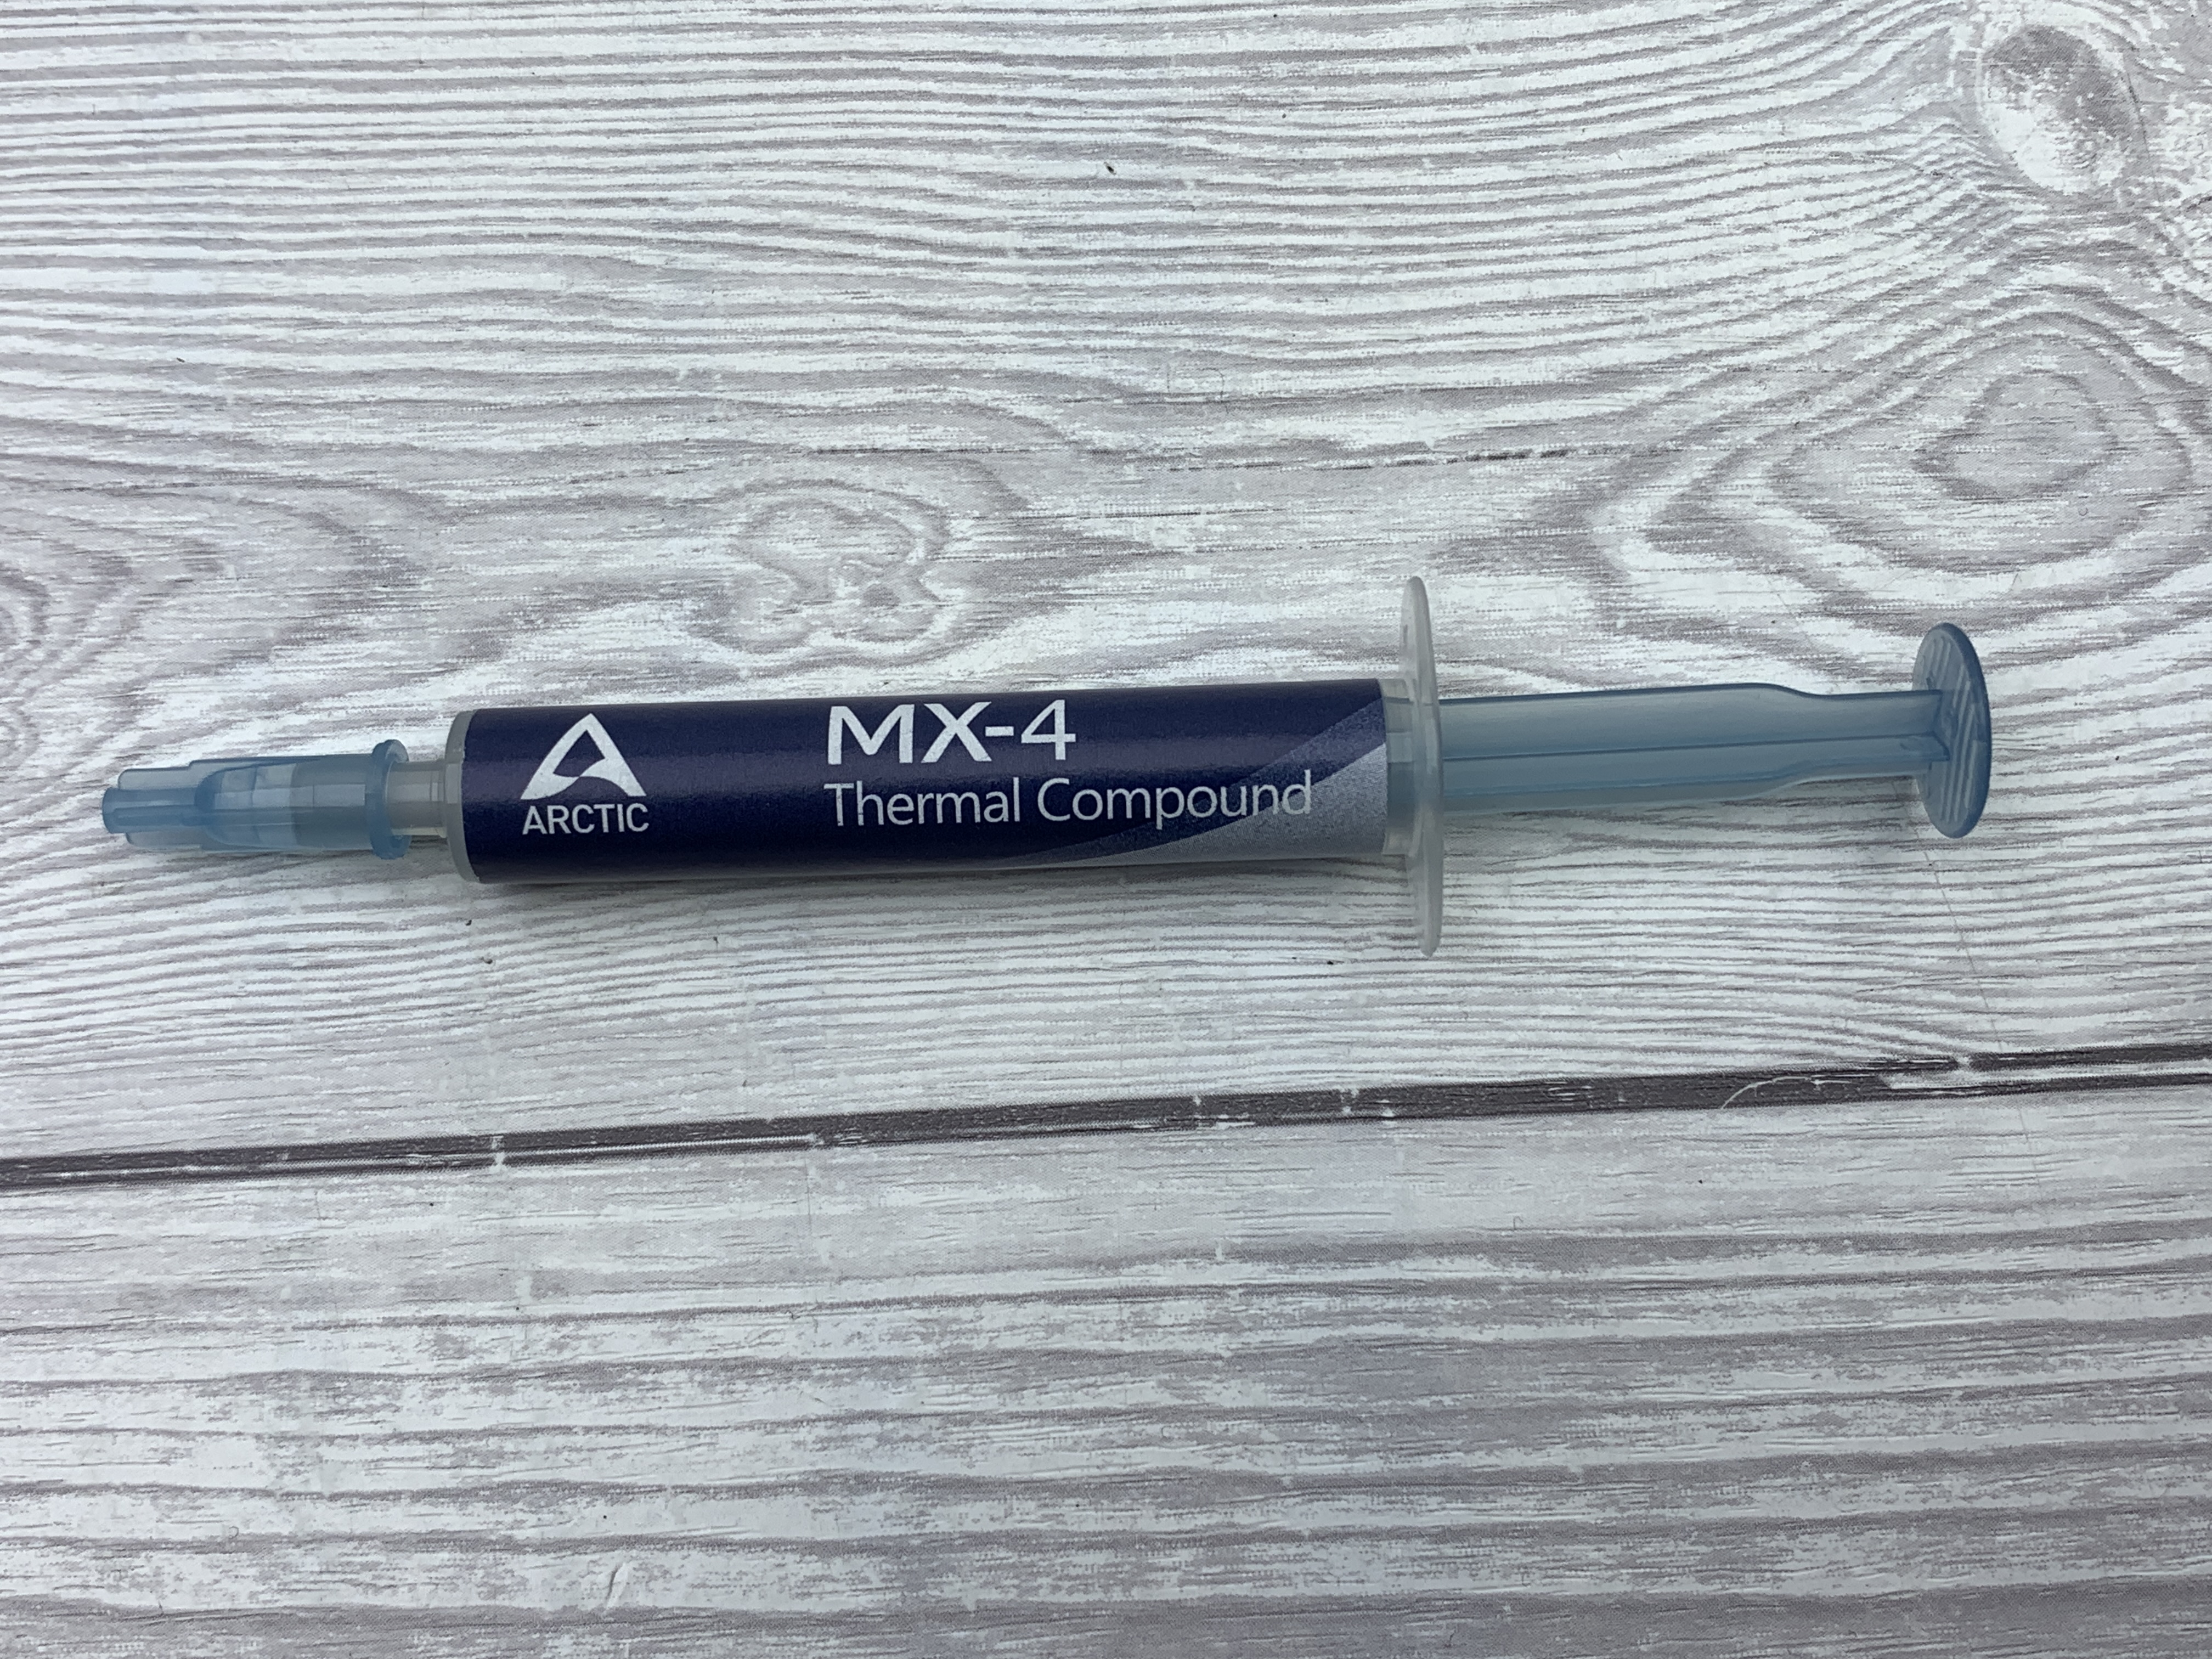 ARCTIC
MX-4
Thermal Compound